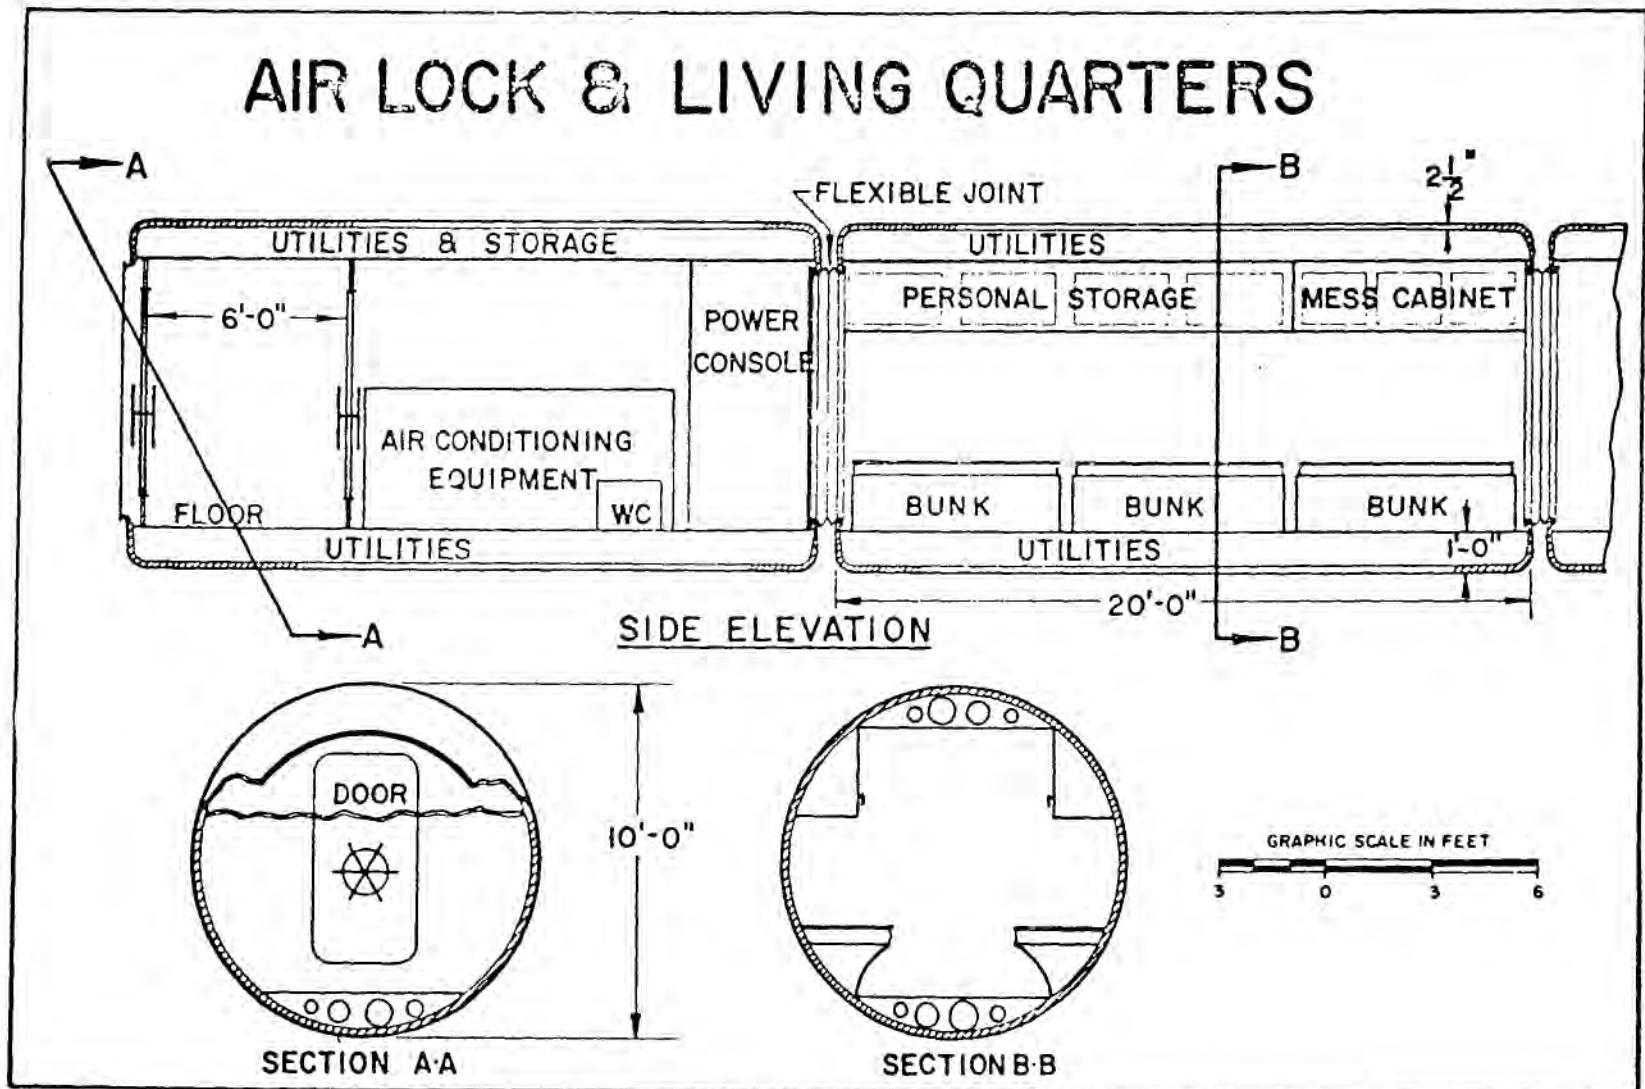 AIR LOCK & LIVING QUARTERS
A
B
2 1/2"
FLEXIBLE JOINT
UTILITIES & STORAGE
UTILITIES
PERSONAL STORAGE
MESS CABINET
6'-0"
POWER
CONSOLE
AIR CONDITIONING
EQUIPMENT
WC
BUNK
BUNK
BUNK
FLOOR
UTILITIES
UTILITIES
1-0"
20'-0"
SIDE ELEVATION
A
B
DOOR
10'-0"
GRAPHIC SCALE IN FEET
3 0 3 6
SECTION A·A
SECTION B·B